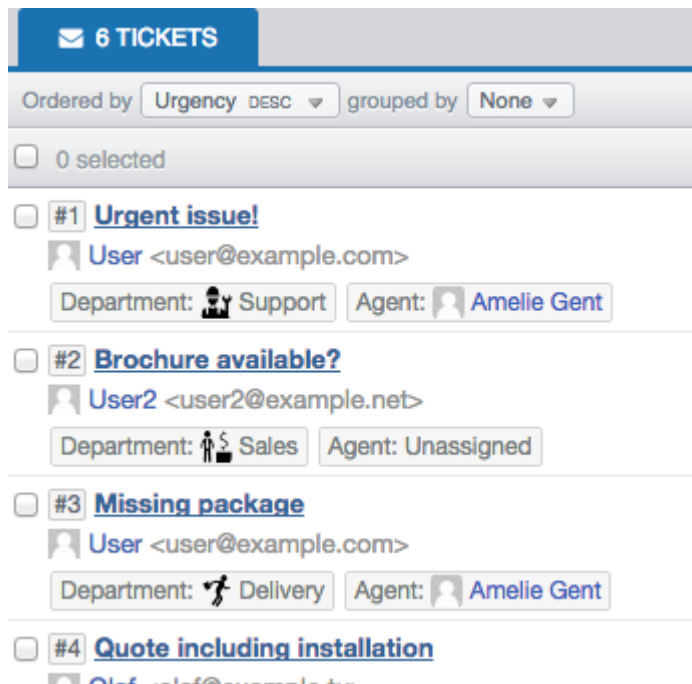 6 TICKETS
Ordered by Urgency DESC grouped by None
0 selected
#1 Urgent issue!
User <user@example.com>
Department: Support Agent: Amelie Gent
#2 Brochure available?
User2 <user2@example.net>
Department: Sales Agent: Unassigned
#3 Missing package
User <user@example.com>
Department: Delivery Agent: Amelie Gent
#4 Quote including installation